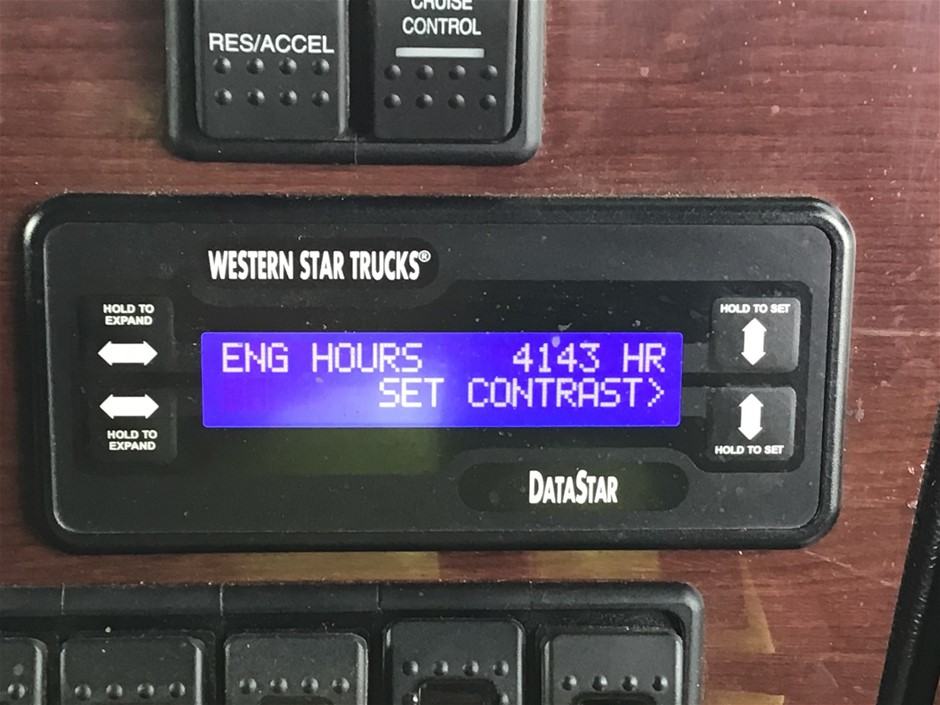 RES/ACCEL
CRUISE
CONTROL
WESTERN STAR TRUCKS®
HOLD TO
EXPAND
HOLD TO SET
ENG HOURS 4143 HR
SET CONTRAST>
HOLD TO
EXPAND
HOLD TO SET
DATASTAR